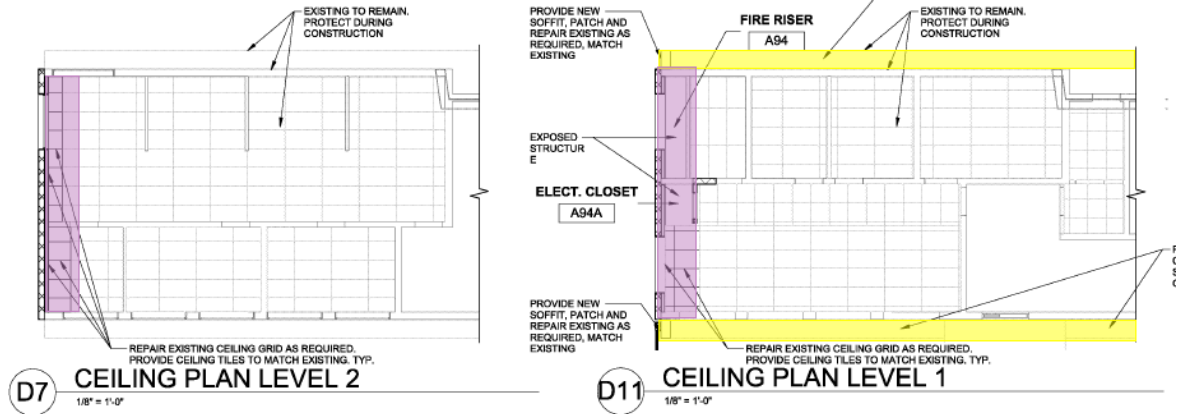 EXISTING TO REMAIN.
PROTECT DURING
CONSTRUCTION
REPAIR EXISTING CEILING GRID AS REQUIRED.
PROVIDE CEILING TILES TO MATCH EXISTING. TYP.
D7
CEILING PLAN LEVEL 2
1/8" = 1'-0"
PROVIDE NEW
SOFFIT, PATCH AND
REPAIR EXISTING AS
REQUIRED, MATCH
EXISTING
FIRE RISER
A94
EXISTING TO REMAIN.
PROTECT DURING
CONSTRUCTION
EXPOSED
STRUCTUR
E
ELECT. CLOSET
A94A
PROVIDE NEW
SOFFIT, PATCH AND
REPAIR EXISTING AS
REQUIRED, MATCH
EXISTING
REPAIR EXISTING CEILING GRID AS REQUIRED.
PROVIDE CEILING TILES TO MATCH EXISTING. TYP.
D11
CEILING PLAN LEVEL 1
1/8" = 1'-0"